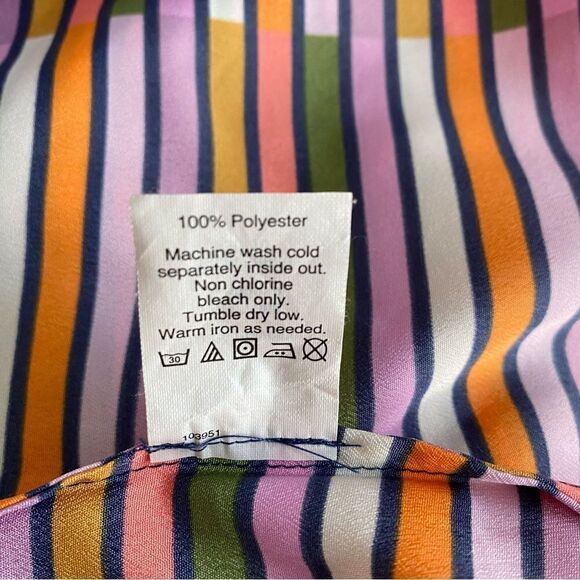 100% Polyester
Machine wash cold
separately inside out.
Non chlorine
bleach only.
Tumble dry low.
Warm iron as needed.
30
103951